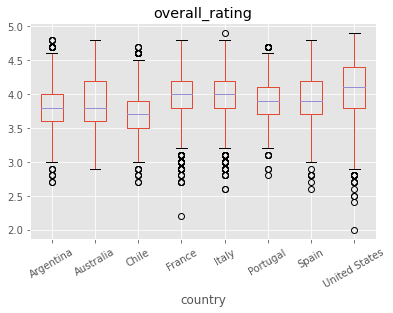 overall_rating
5.0
4.5
4.0
3.5
3.0
2.5
2.0
Argentina
Australia
Chile
France
Italy
Portugal
Spain
United States
country